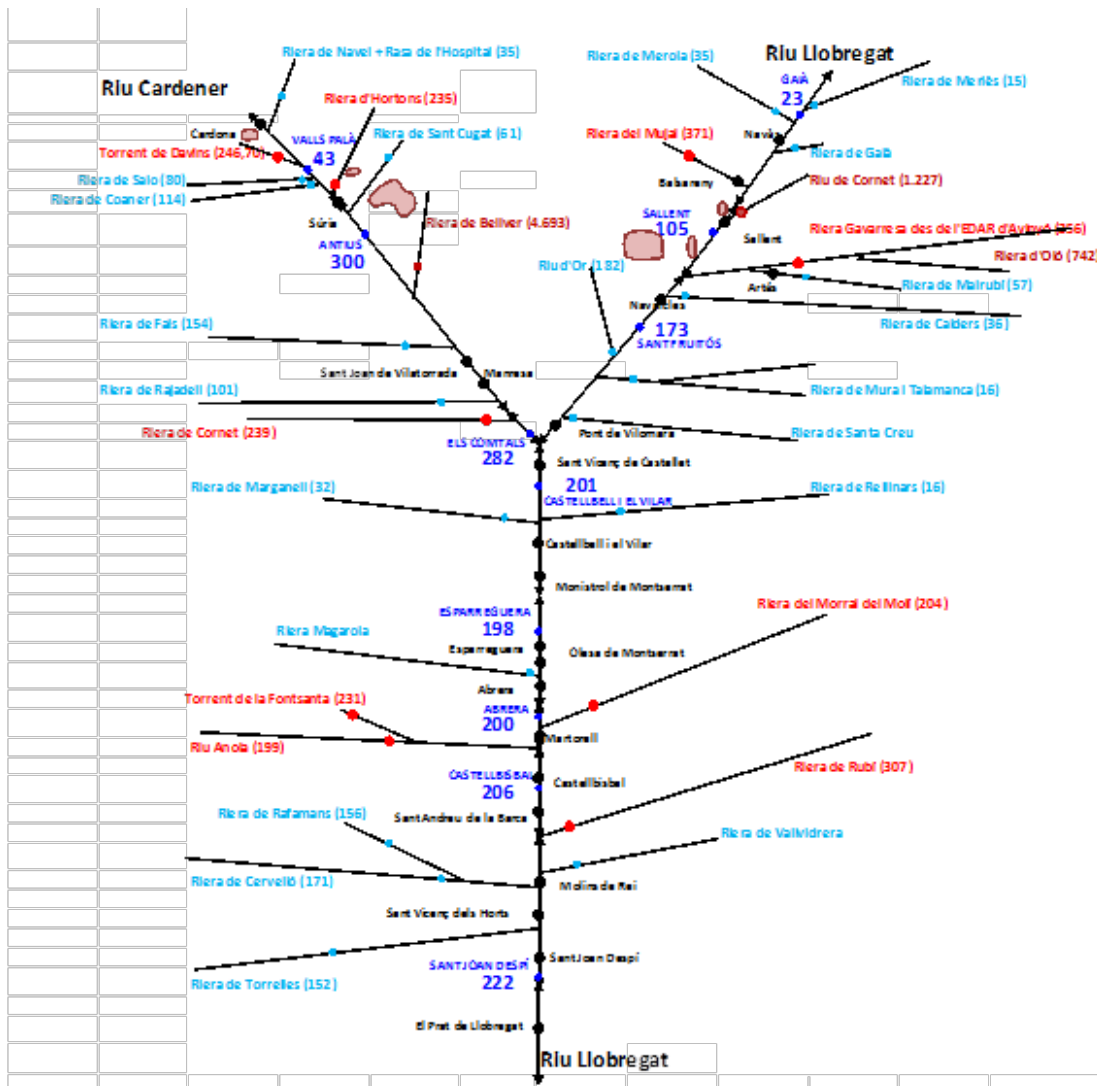 Riera de Navel + Rasa de l'Hospital (35)
Riera de Merola (35)
Riu Llobregat
GAIÀ
23
Riera de Merlès (15)
Riu Cardener
Riera d'Hortons (235)
Cardona
VALLS PALÀ
43
Riera de Sant Cugat (61)
Riera del Mujal (371)
Navàs
Torrent de Davins (246,70)
Riera de Gaià
Riera de Salo (80)
Balsareny
Riu de Cornet (1.227)
Riera de Coaner (114)
Súria
Riera de Bellver (4.693)
SALLENT
105
Sallent
Riera Gavarresa des de l'EDAR d'Avinyó
ANTIUS
300
Riu d'Or (182)
Riera d'Oló (742)
Artés
Riera de Malrubí (57)
Navarcles
173
SANTFRUITÓS
Riera de Calders (36)
Riera de Fals (154)
Sant Joan de Vilatorrada
Manresa
Riera de Rajadell (101)
Riera de Mura i Talamanca (16)
Riera de Cornet (239)
ELS COMTALS
282
Pont de Vilomara
Riera de Santa Creu
Sant Vicenç de Castellet
Riera de Marganell (32)
201
CASTELLBELL I EL VILAR
Riera de Rellinars (16)
Castellbell i el Vilar
Monistrol de Montserrat
ESPARREGUERA
198
Riera del Morral del Molí (204)
Riera Magarola
Esparreguera
Olesa de Montserrat
Abrera
Torrent de la Fontsanta (231)
ABRERA
200
Riu Anoia (199)
Martorell
CASTELLBISBAL
206
Castellbisbal
Riera de Rubí (307)
Riera de Rafamans (156)
Sant Andreu de la Barca
Riera de Vallvidrera
Riera de Cervelló (171)
Molins de Rei
Sant Vicenç dels Horts
SANT JOAN DESPÍ
222
Sant Joan Despí
Riera de Torrelles (152)
El Prat de Llobregat
Riu Llobregat